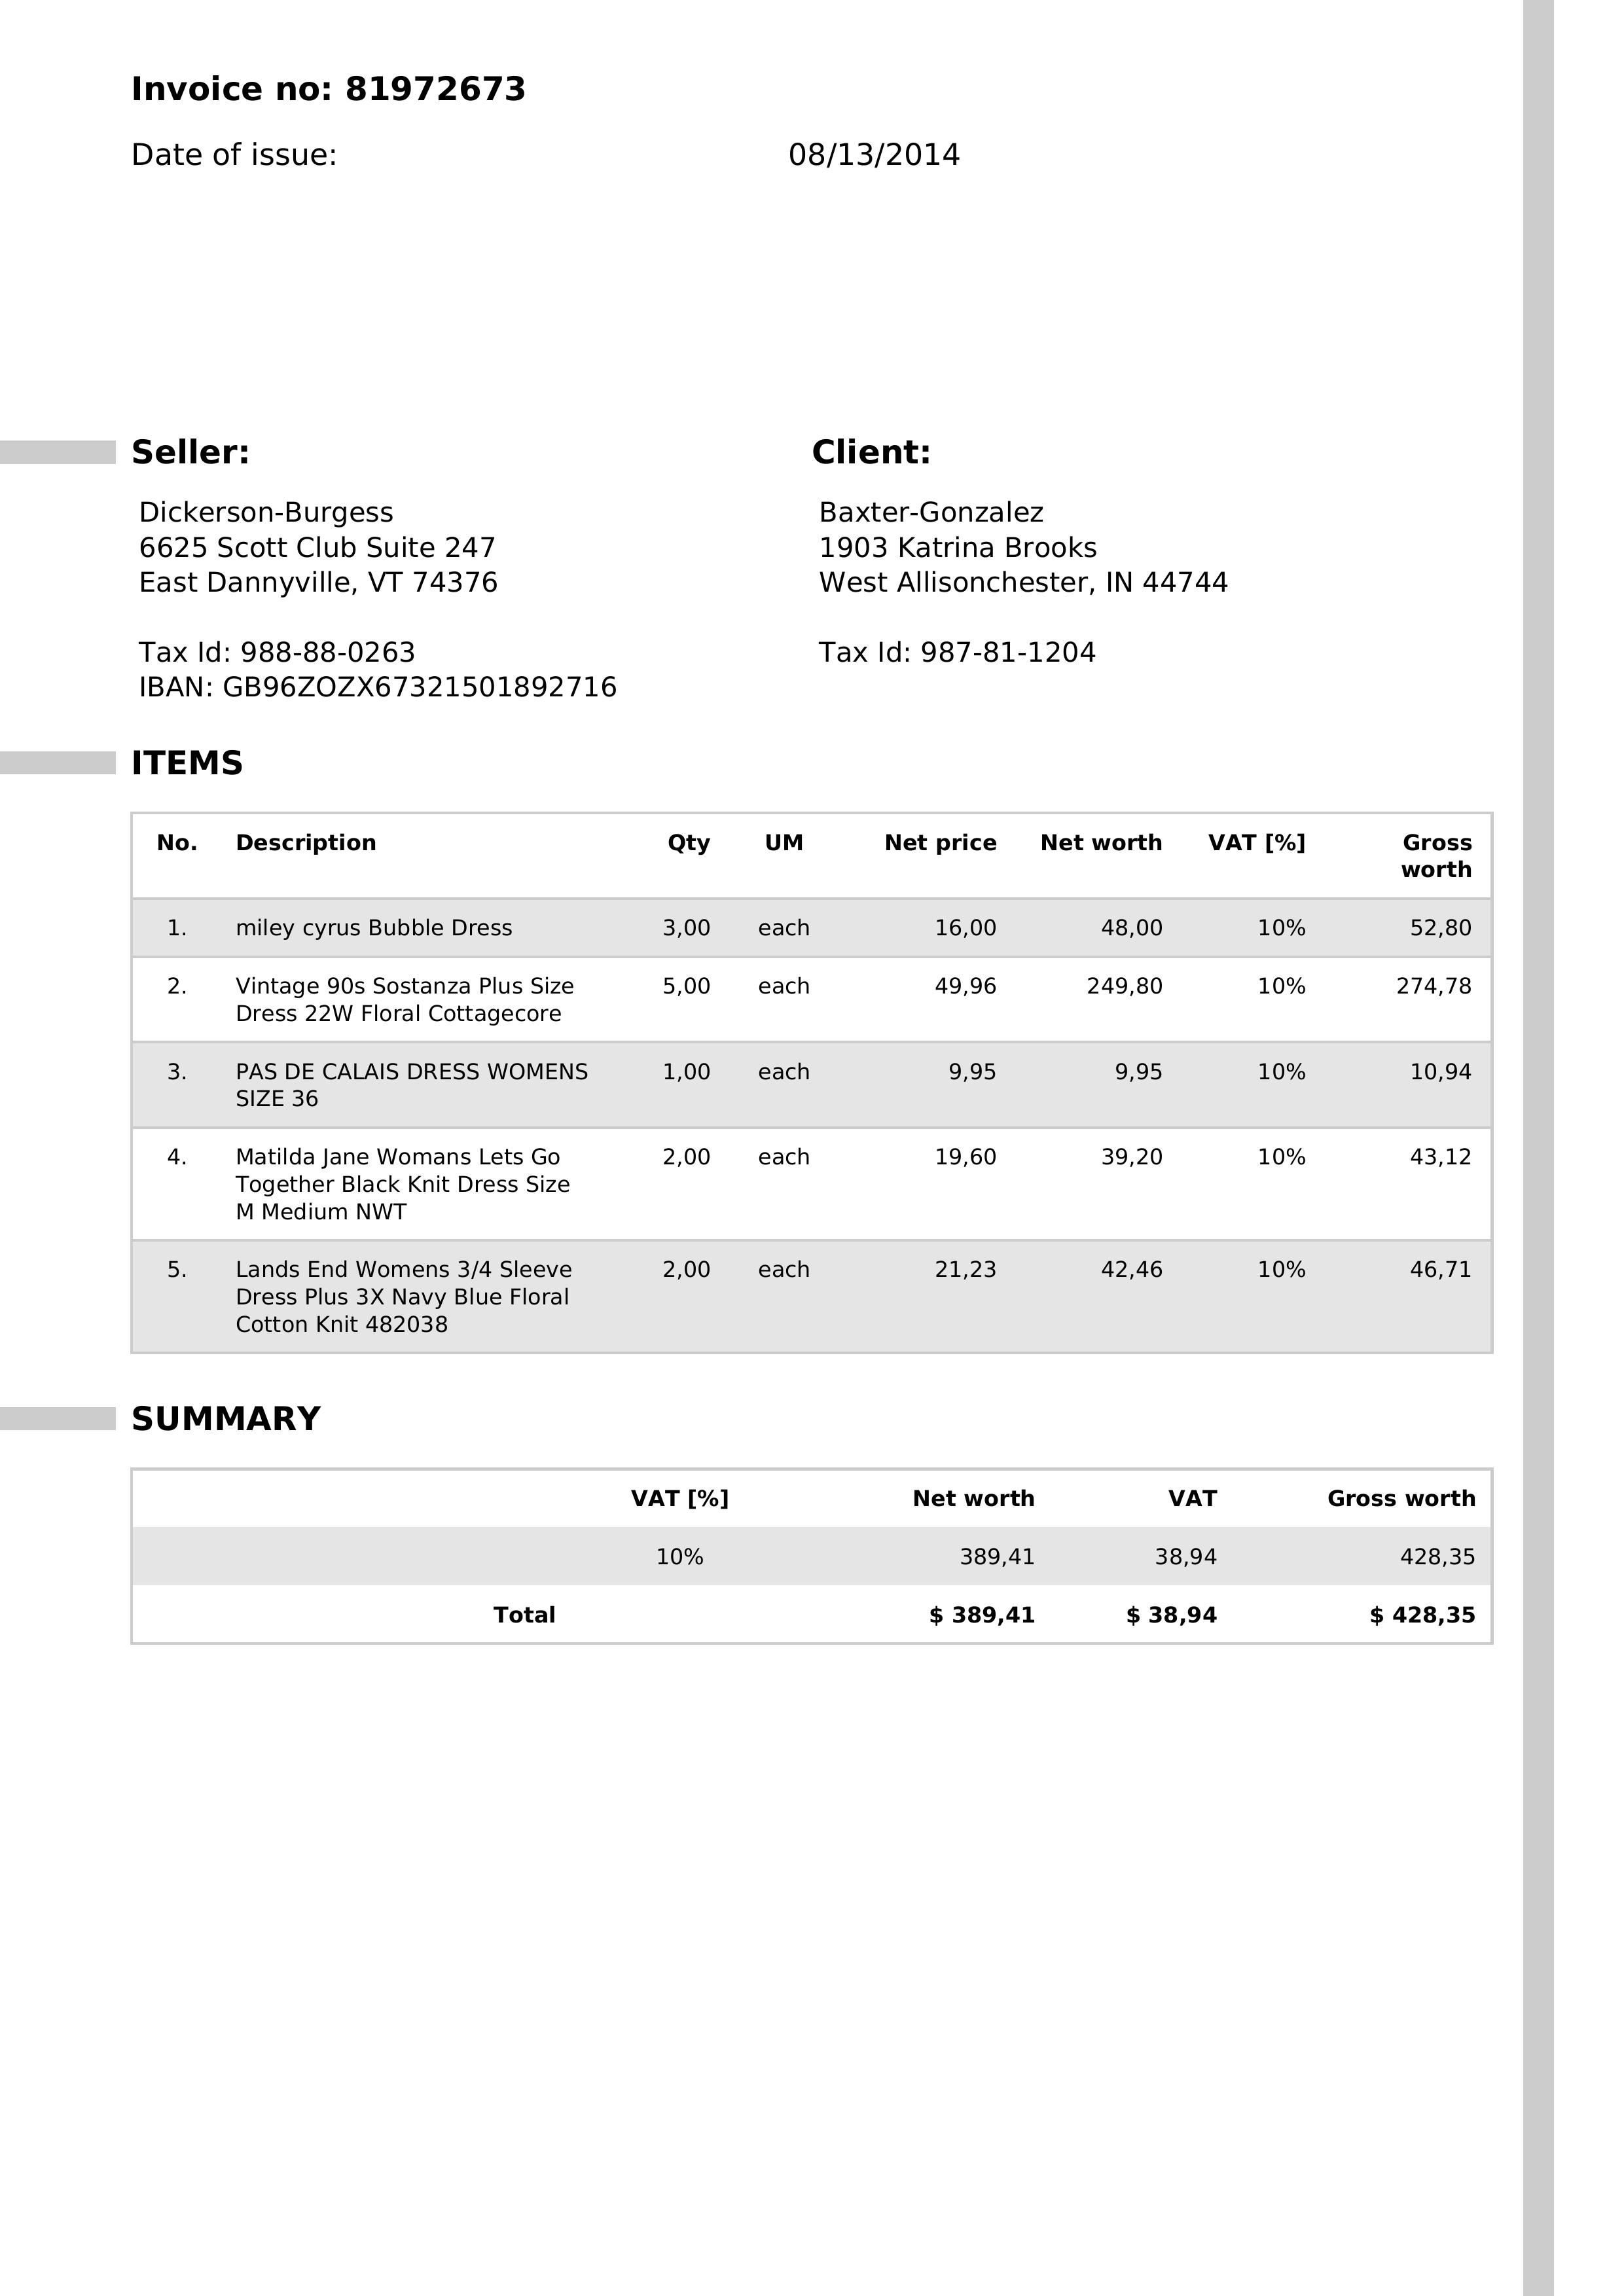 Invoice no: 81972673
Date of issue: 08/13/2014
Seller:
Dickerson-Burgess
6625 Scott Club Suite 247
East Dannyville, VT 74376
Tax Id: 988-88-0263
IBAN: GB96ZOZX67321501892716
Client:
Baxter-Gonzalez
1903 Katrina Brooks
West Allisonchester, IN 44744
Tax Id: 987-81-1204
ITEMS
No. Description Qty UM Net price Net worth VAT [%] Gross
worth
1. miley cyrus Bubble Dress 3,00 each 16,00 48,00 10% 52,80
2. Vintage 90s Sostanza Plus Size 5,00 each 49,96 249,80 10% 274,78
Dress 22W Floral Cottagecore
3. PAS DE CALAIS DRESS WOMENS 1,00 each 9,95 9,95 10% 10,94
SIZE 36
4. Matilda Jane Womans Lets Go 2,00 each 19,60 39,20 10% 43,12
Together Black Knit Dress Size
M Medium NWT
5. Lands End Womens 3/4 Sleeve 2,00 each 21,23 42,46 10% 46,71
Dress Plus 3X Navy Blue Floral
Cotton Knit 482038
SUMMARY
VAT [%] Net worth VAT Gross worth
10% 389,41 38,94 428,35
Total $ 389,41 $ 38,94 $ 428,35